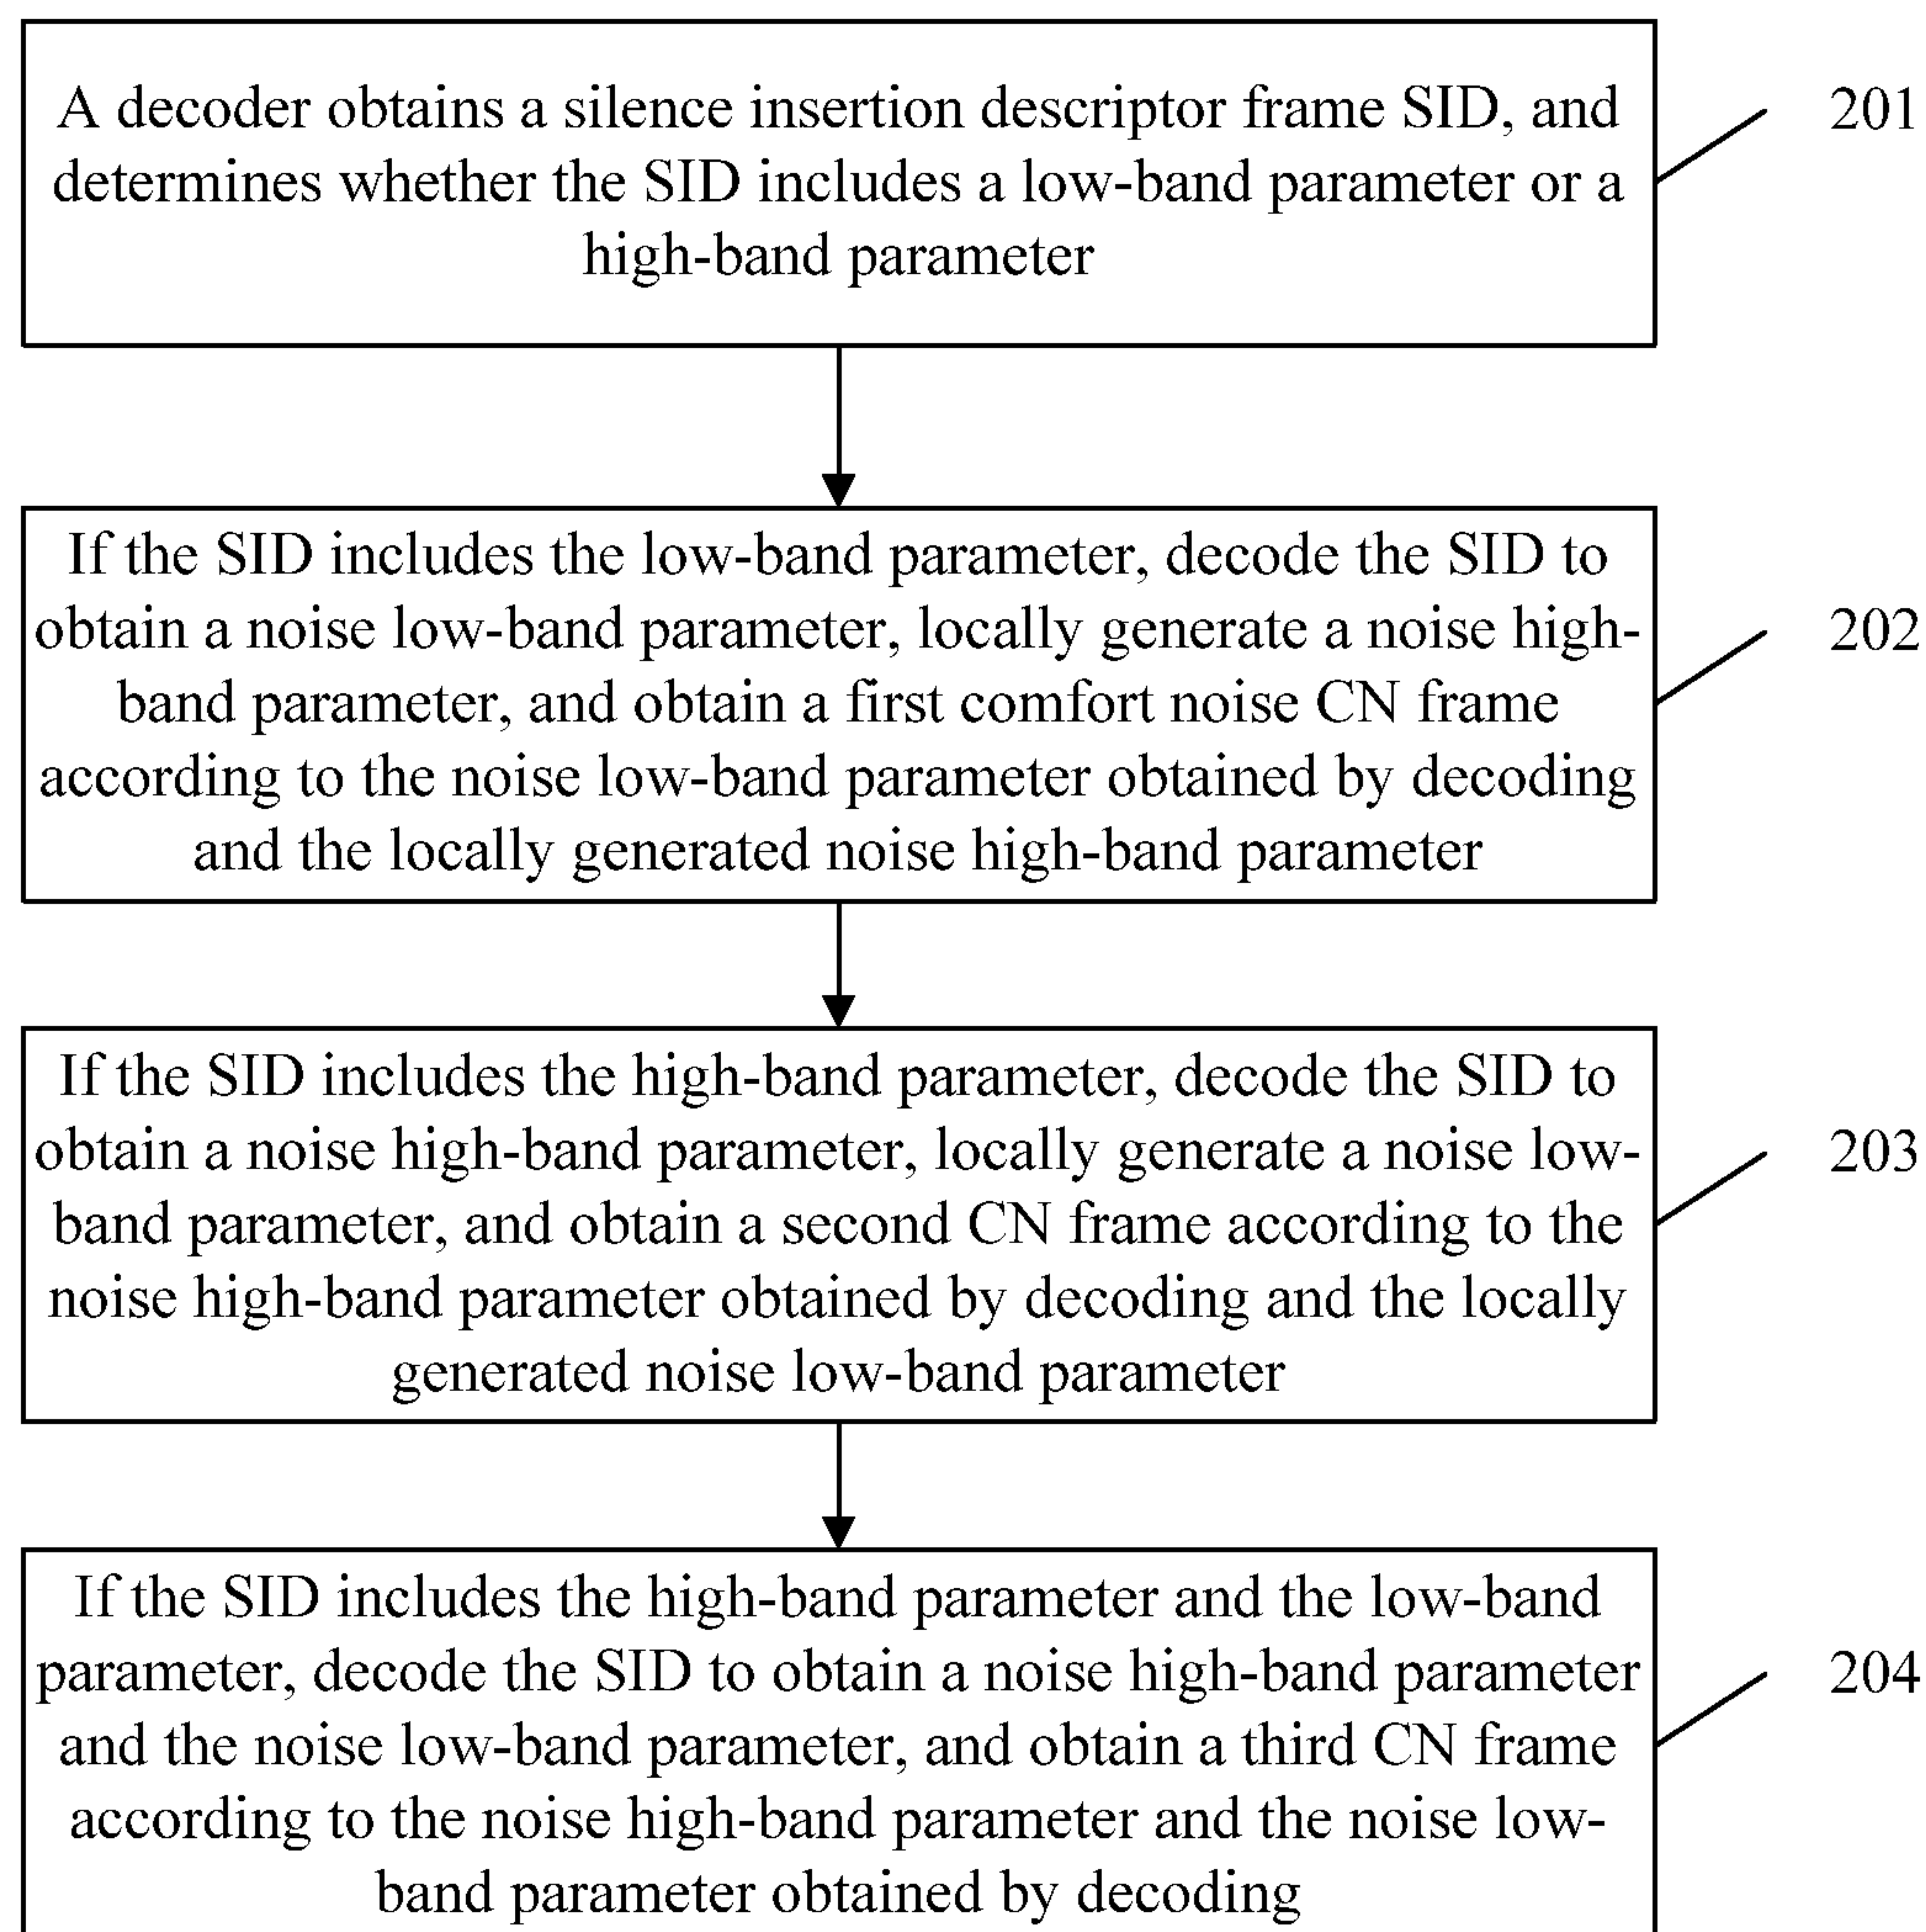 A decoder obtains a silence insertion descriptor frame SID, and
determines whether the SID includes a low-band parameter or a
high-band parameter
201
If the SID includes the low-band parameter, decode the SID to
obtain a noise low-band parameter, locally generate a noise high-
band parameter, and obtain a first comfort noise CN frame
according to the noise low-band parameter obtained by decoding
and the locally generated noise high-band parameter
202
If the SID includes the high-band parameter, decode the SID to
obtain a noise high-band parameter, locally generate a noise low-
band parameter, and obtain a second CN frame according to the
noise high-band parameter obtained by decoding and the locally
generated noise low-band parameter
203
If the SID includes the high-band parameter and the low-band
parameter, decode the SID to obtain a noise high-band parameter
and the noise low-band parameter, and obtain a third CN frame
according to the noise high-band parameter and the noise low-
band parameter obtained by decoding
204